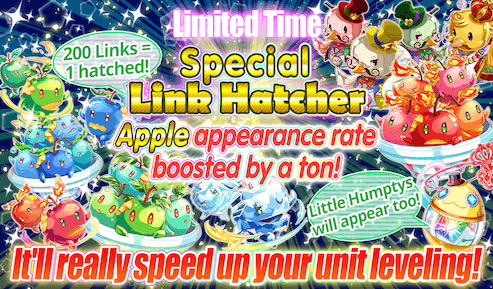 Limited Time
200 Links =
1 hatched!
Special
Link Hatcher
Apple appearance rate
boosted by a ton!
Little Humptys
will appear too!
It'll really speed up your unit leveling!